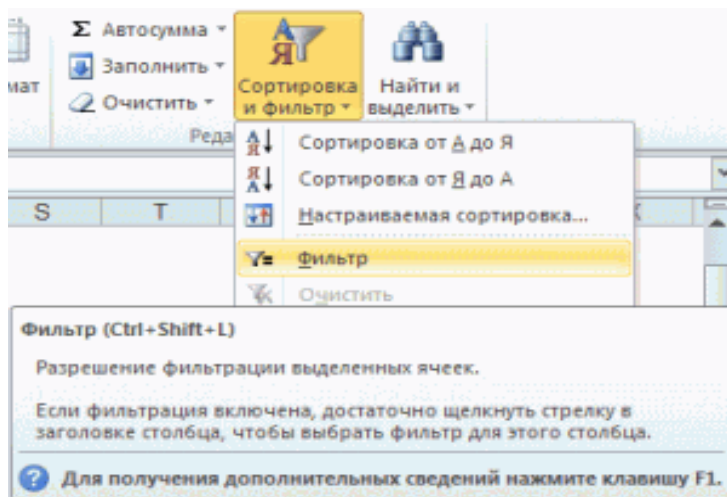 Σ Автосумма
Заполнить
Очистить
мат
Сортировка
и фильтр
Найти и
выделить
Реда
Сортировка от А до Я
Сортировка от Я до А
Настраиваемая сортировка...
Фильтр
Очистить
S T
Фильтр (Ctrl+Shift+L)
Разрешение фильтрации выделенных ячеек.
Если фильтрация включена, достаточно щелкнуть стрелку в
заголовке столбца, чтобы выбрать фильтр для этого столбца.
Для получения дополнительных сведений нажмите клавишу F1.